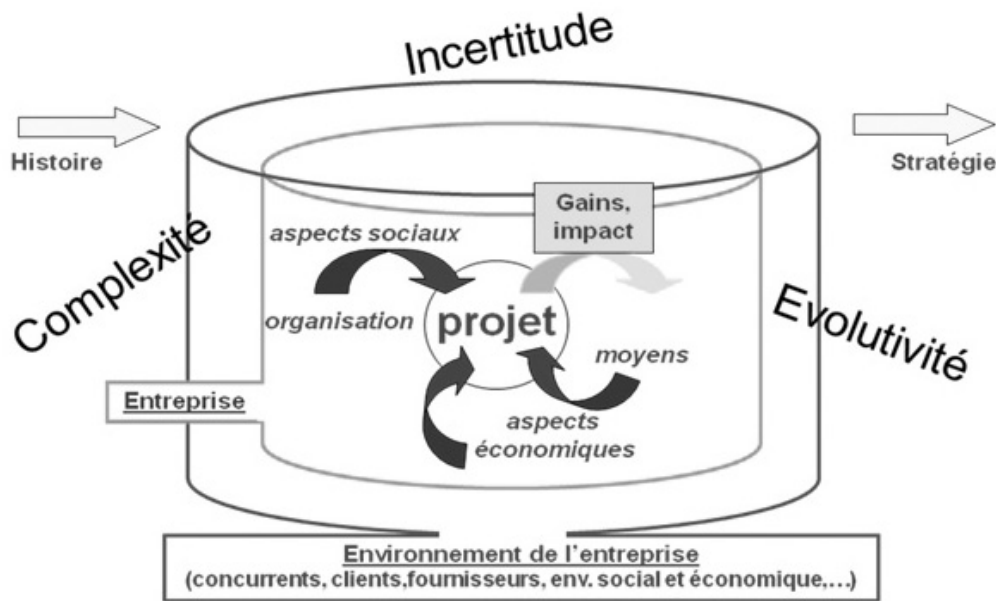 Incertitude
Histoire
Stratégie
Gains,
impact
aspects sociaux
Complexité
organisation
projet
Evolutivité
moyens
Entreprise
aspects
économiques
Environnement de l'entreprise
(concurrents, clients,fournisseurs, env. social et économique,...)